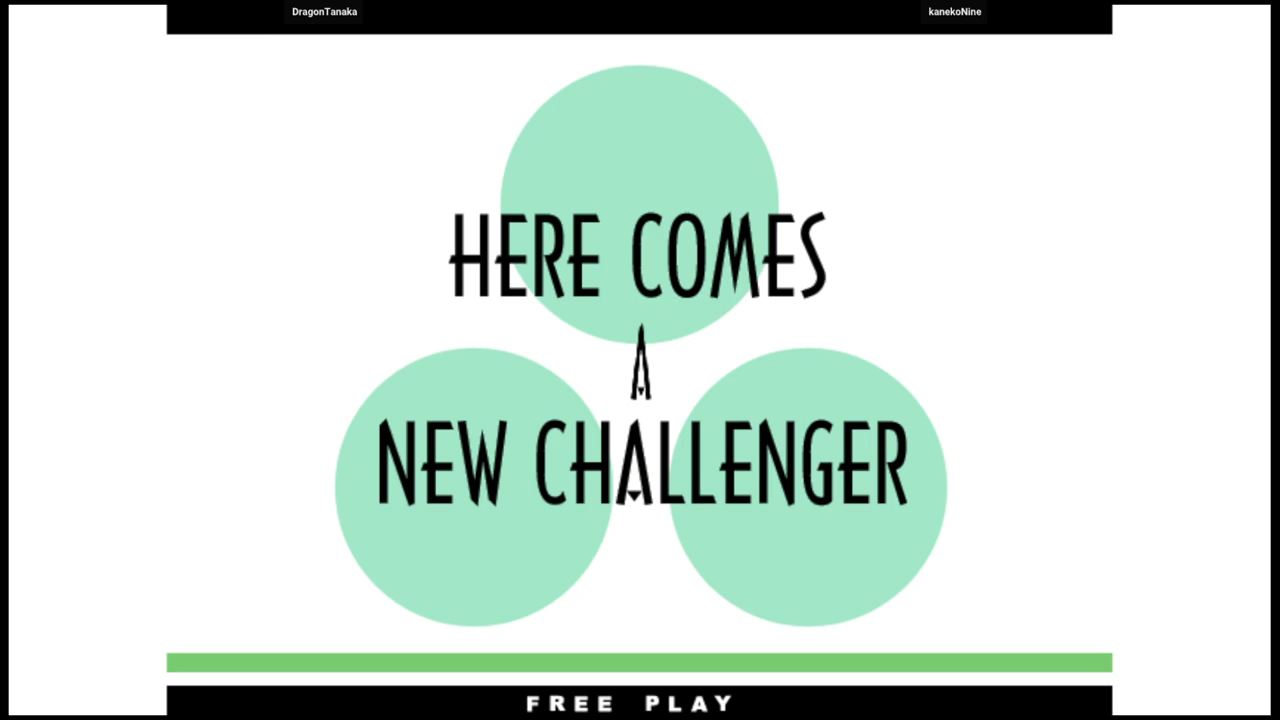 DragonTanaka kanekoNine
HERE COMES
A
NEW CHALLENGER
FREE PLAY